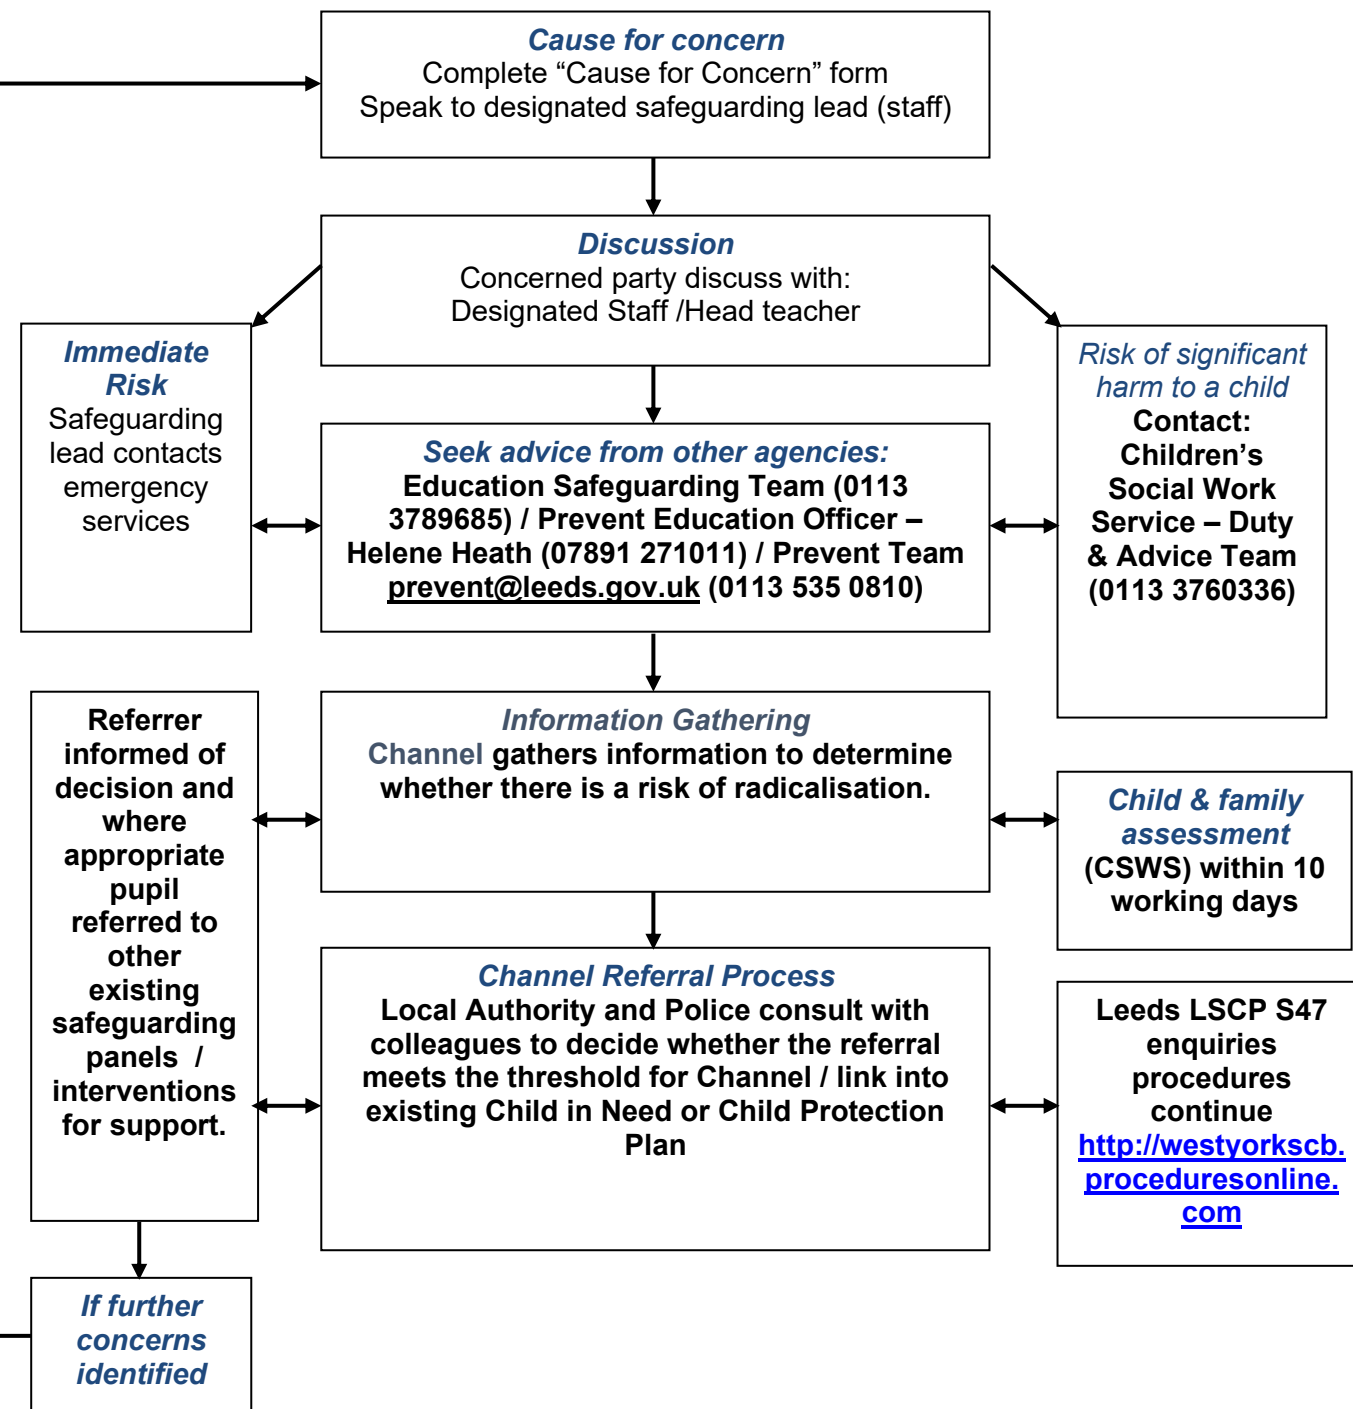 Cause for concern
Complete “Cause for Concern” form
Speak to designated safeguarding lead (staff)
Discussion
Concerned party discuss with:
Designated Staff /Head teacher
Immediate
Risk
Safeguarding
lead contacts
emergency
services
Seek advice from other agencies:
Education Safeguarding Team (0113
3789685) / Prevent Education Officer –
Helene Heath (07891 271011) / Prevent Team
prevent@leeds.gov.uk (0113 535 0810)
Risk of significant
harm to a child
Contact:
Children’s
Social Work
Service – Duty
& Advice Team
(0113 3760336)
Referrer
informed of
decision and
where
appropriate
pupil
referred to
other
existing
safeguarding
panels /
interventions
for support.
Information Gathering
Channel gathers information to determine
whether there is a risk of radicalisation.
Child & family
assessment
(CSWS) within 10
working days
Channel Referral Process
Local Authority and Police consult with
colleagues to decide whether the referral
meets the threshold for Channel / link into
existing Child in Need or Child Protection
Plan
Leeds LSCP S47
enquiries
procedures
continue
http://westyorkscb.
proceduresonline.
com
If further
concerns
identified